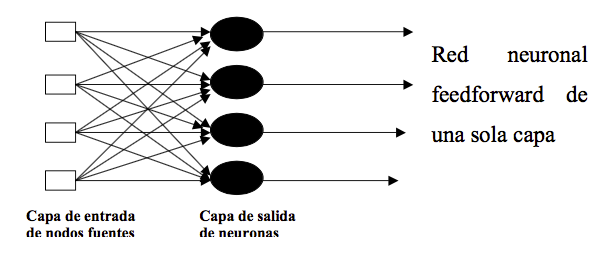 Red neuronal
feedforward de
una sola capa
Capa de entrada
de nodos fuentes
Capa de salida
de neuronas